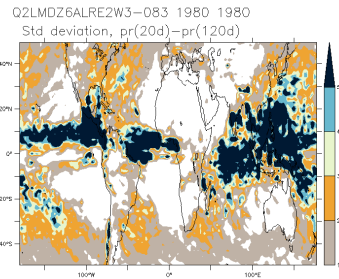 Q2LMDZ6ALRE2W3-083 1980 1980
Std deviation, pr(20d)-pr(120d)
40°N
20°N
0°
20°S
40°S
100°W
0°
100°E
5
4
3
2